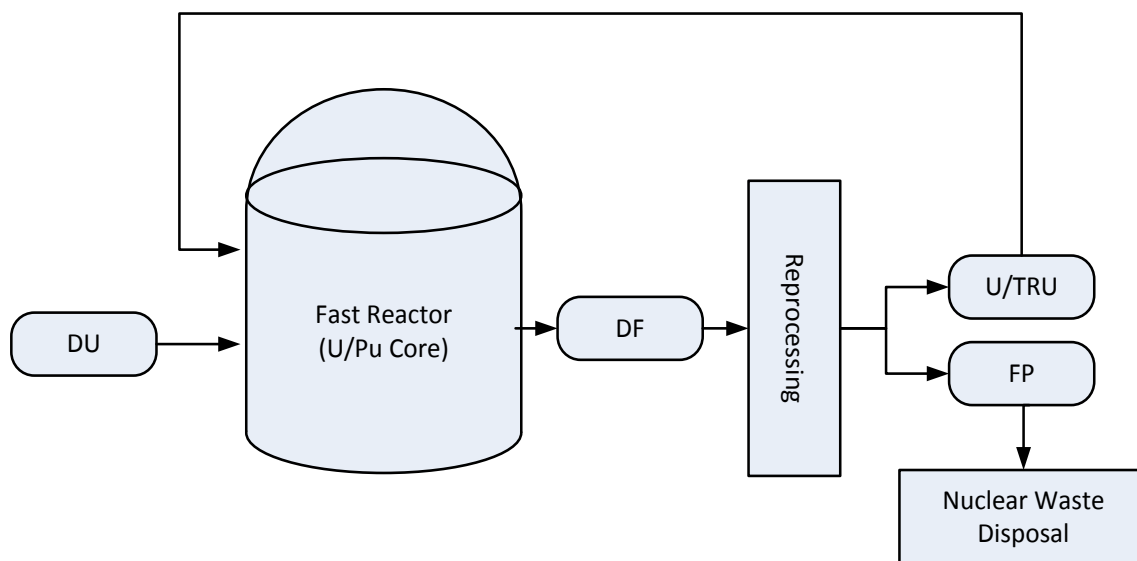 DU
Fast Reactor
(U/Pu Core)
DF
Reprocessing
U/TRU
FP
Nuclear Waste
Disposal